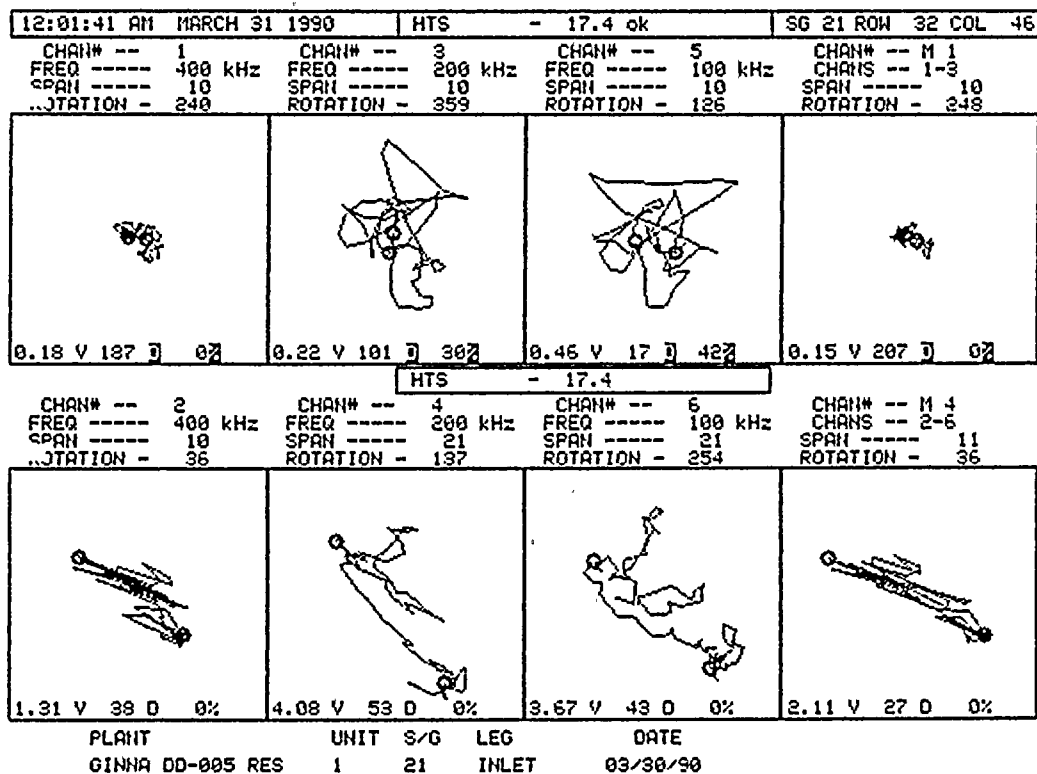 12:01:41 AM MARCH 31 1990 HTS - 17.4 ok SG 21 ROW 32 COL 46
CHAN# -- 1 CHAN# -- 3 CHAN# -- 5 CHAN# -- M 1
FREQ ----- 400 kHz FREQ ----- 200 kHz FREQ ----- 100 kHz CHANS -- 1-3
SPAN ----- 10 SPAN ----- 10 SPAN ----- 10 SPAN ----- 10
..OTATION - 240 ROTATION - 359 ROTATION - 126 ROTATION - 248
0.18 V 187 D 0% 0.22 V 101 D 30% 0.46 V 17 D 42% 0.15 V 207 D 0%
HTS - 17.4
CHAN# -- 2 CHAN# -- 4 CHAN# -- 6 CHAN# -- M 4
FREQ ----- 400 kHz FREQ ----- 200 kHz FREQ ----- 100 kHz CHANS -- 2-6
SPAN ----- 10 SPAN ----- 21 SPAN ----- 21 SPAN ----- 11
..OTATION - 36 ROTATION - 137 ROTATION - 254 ROTATION - 36
1.31 V 38 D 0% 4.08 V 53 D 0% 3.67 V 43 D 0% 2.11 V 27 D 0%
PLANT UNIT S/G LEG DATE
GINNA DD-005 RES 1 21 INLET 03/30/90